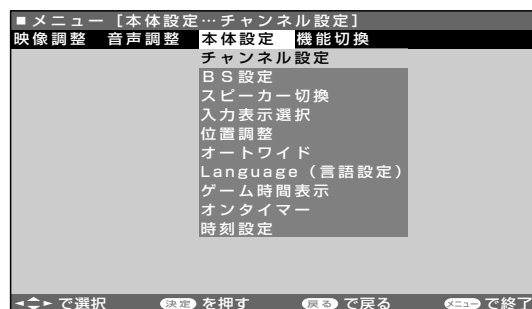 ■メニュー [本体設定…チャンネル設定]
映像調整 音声調整 本体設定 機能切換
チャンネル設定
BS設定
スピーカー切換
入力表示選択
位置調整
オートワイド
Language(言語設定)
ゲーム時間表示
オンタイマー
時刻設定
で選択 決定 を押す 戻る で戻る メニュー で終了